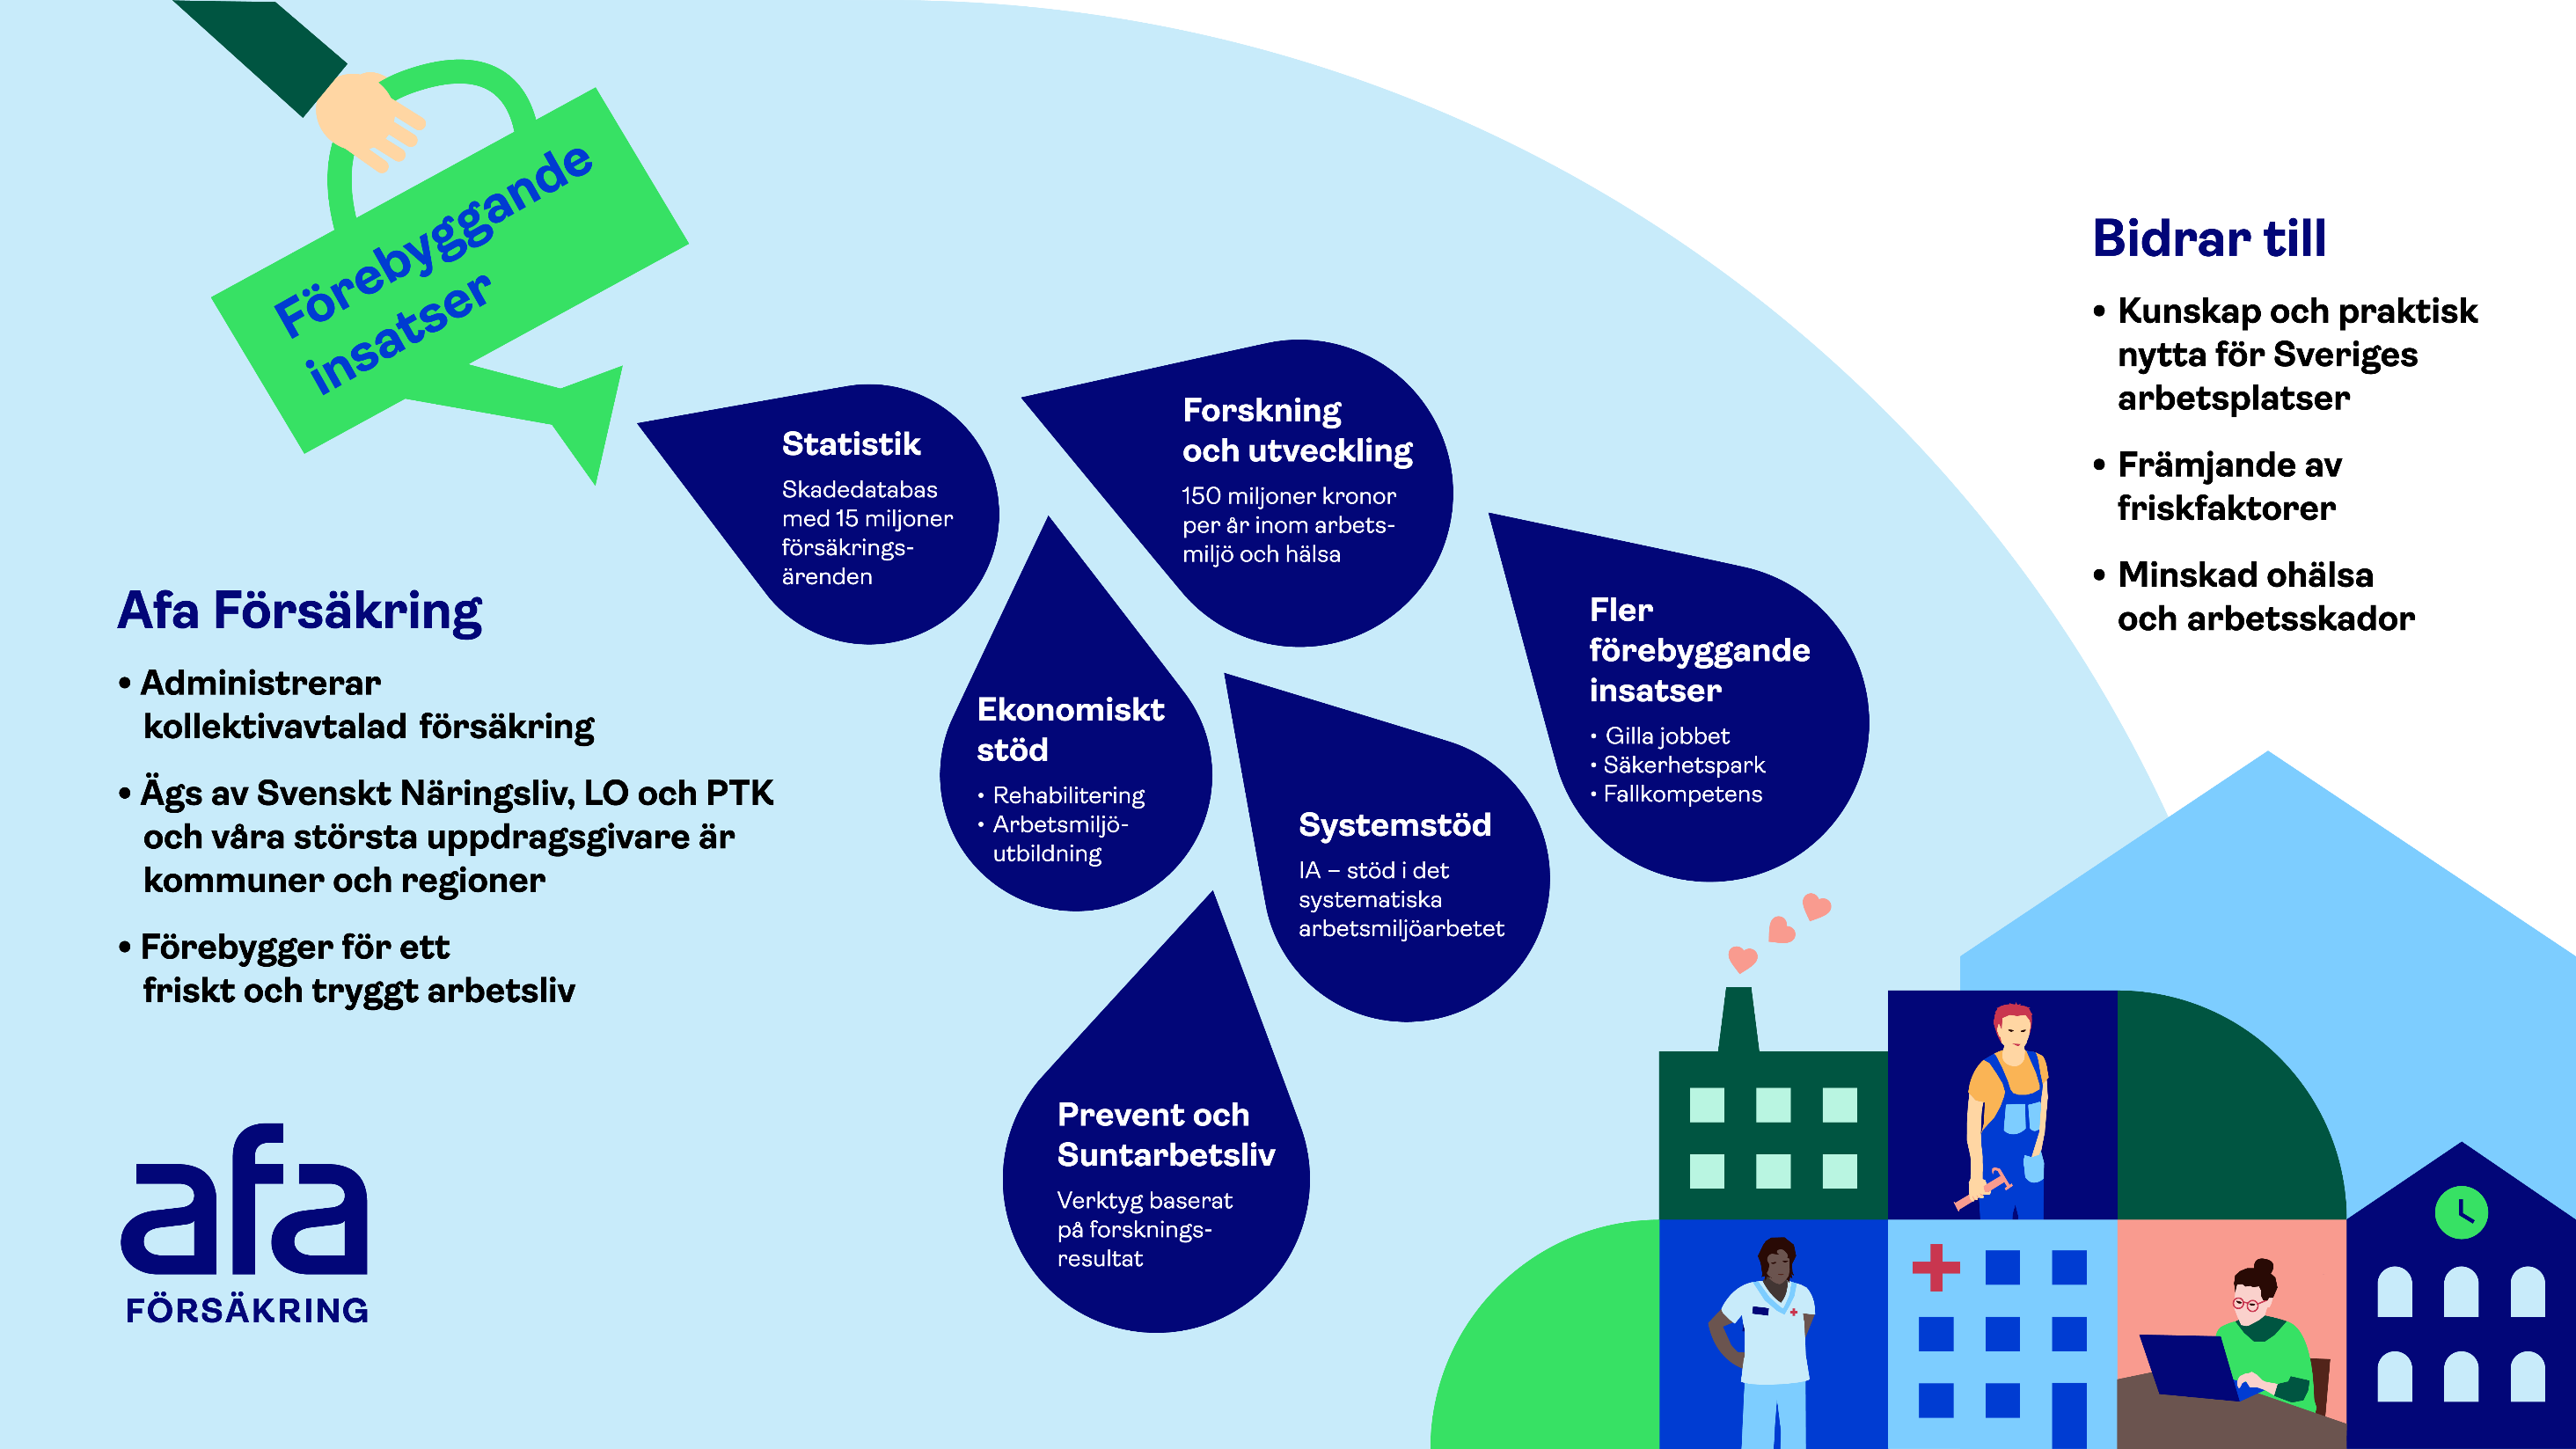 Förebyggande
insatser
Afa Försäkring
• Administrerar
kollektivavtalad försäkring
• Ägs av Svenskt Näringsliv, LO och PTK
och våra största uppdragsgivare är
kommuner och regioner
• Förebygger för ett
friskt och tryggt arbetsliv
afa
FÖRSÄKRING
Statistik
Skadedatabas
med 15 miljoner
försäkrings-
ärenden
Forskning
och utveckling
150 miljoner kronor
per år inom arbets-
miljö och hälsa
Ekonomiskt
stöd
• Rehabilitering
• Arbetsmiljö-
utbildning
Systemstöd
IA – stöd i det
systematiska
arbetsmiljöarbetet
Fler
förebyggande
insatser
• Gilla jobbet
• Säkerhetspark
• Fallkompetens
Prevent och
Suntarbetsliv
Verktyg baserat
på forsknings-
resultat
Bidrar till
• Kunskap och praktisk
nytta för Sveriges
arbetsplatser
• Främjande av
friskfaktorer
• Minskad ohälsa
och arbetsskador